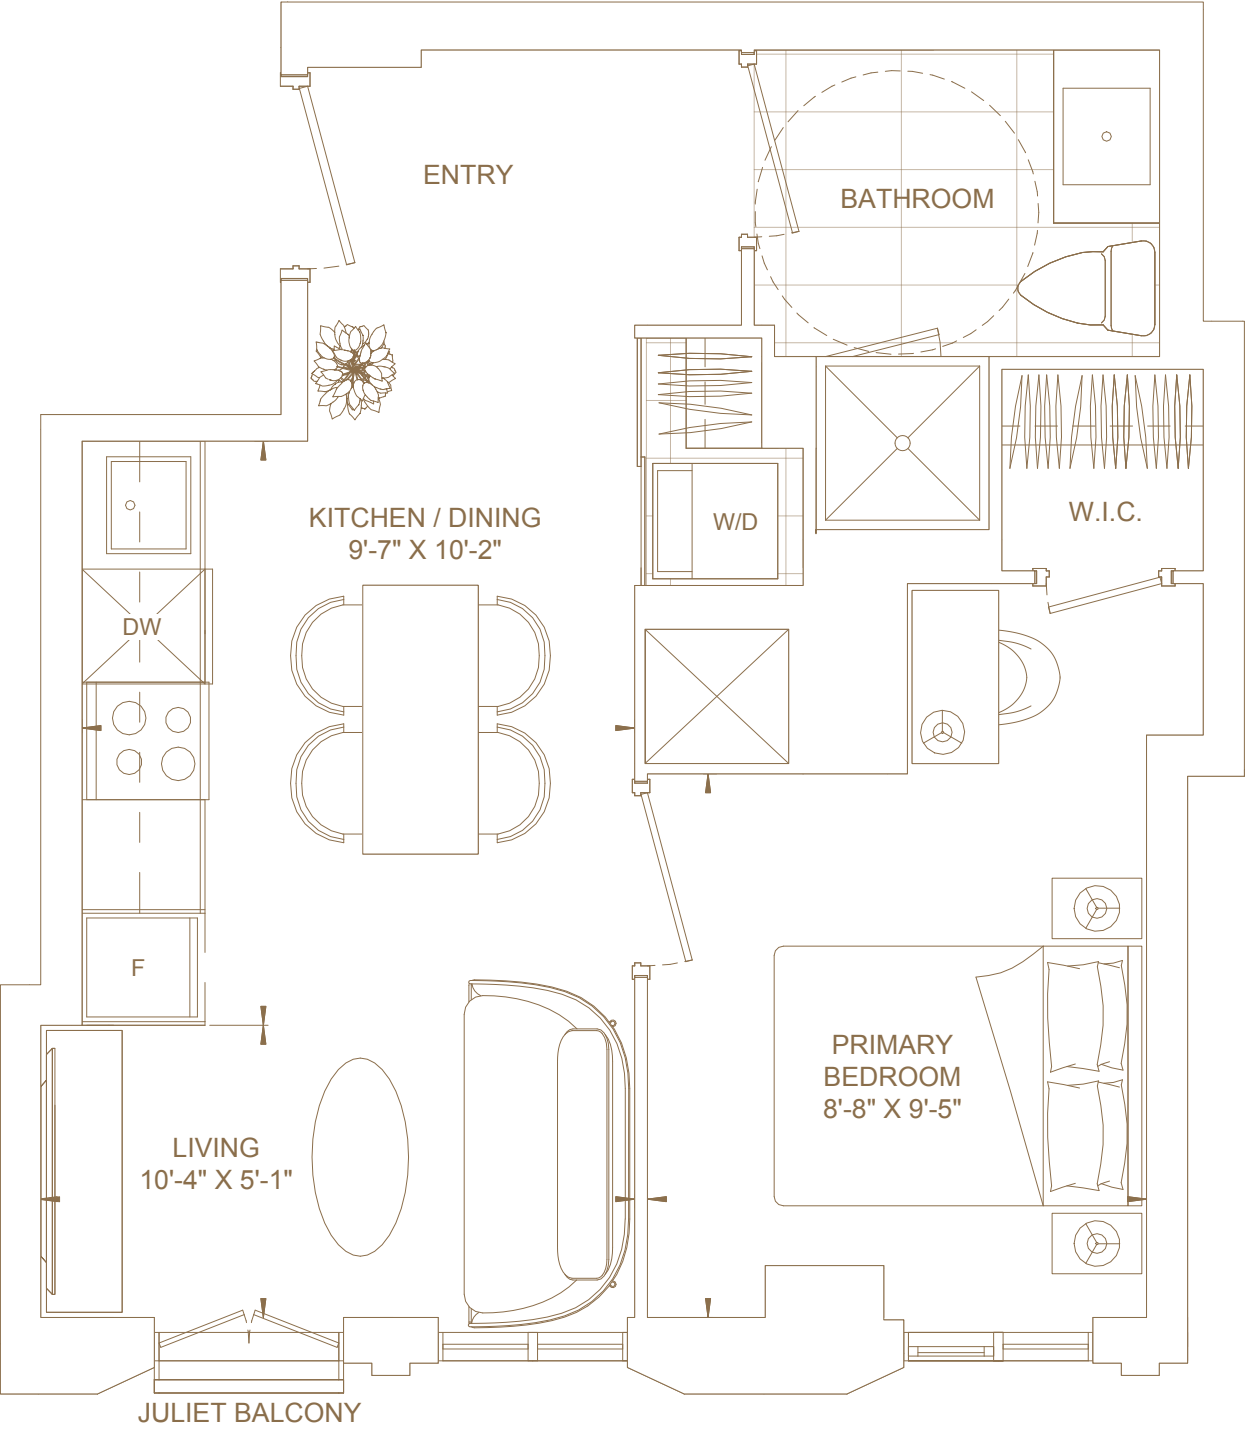 ENTRY
BATHROOM
KITCHEN / DINING
9'-7" X 10'-2"
W/D
W.I.C.
DW
F
PRIMARY
BEDROOM
8'-8" X 9'-5"
LIVING
10'-4" X 5'-1"
JULIET BALCONY